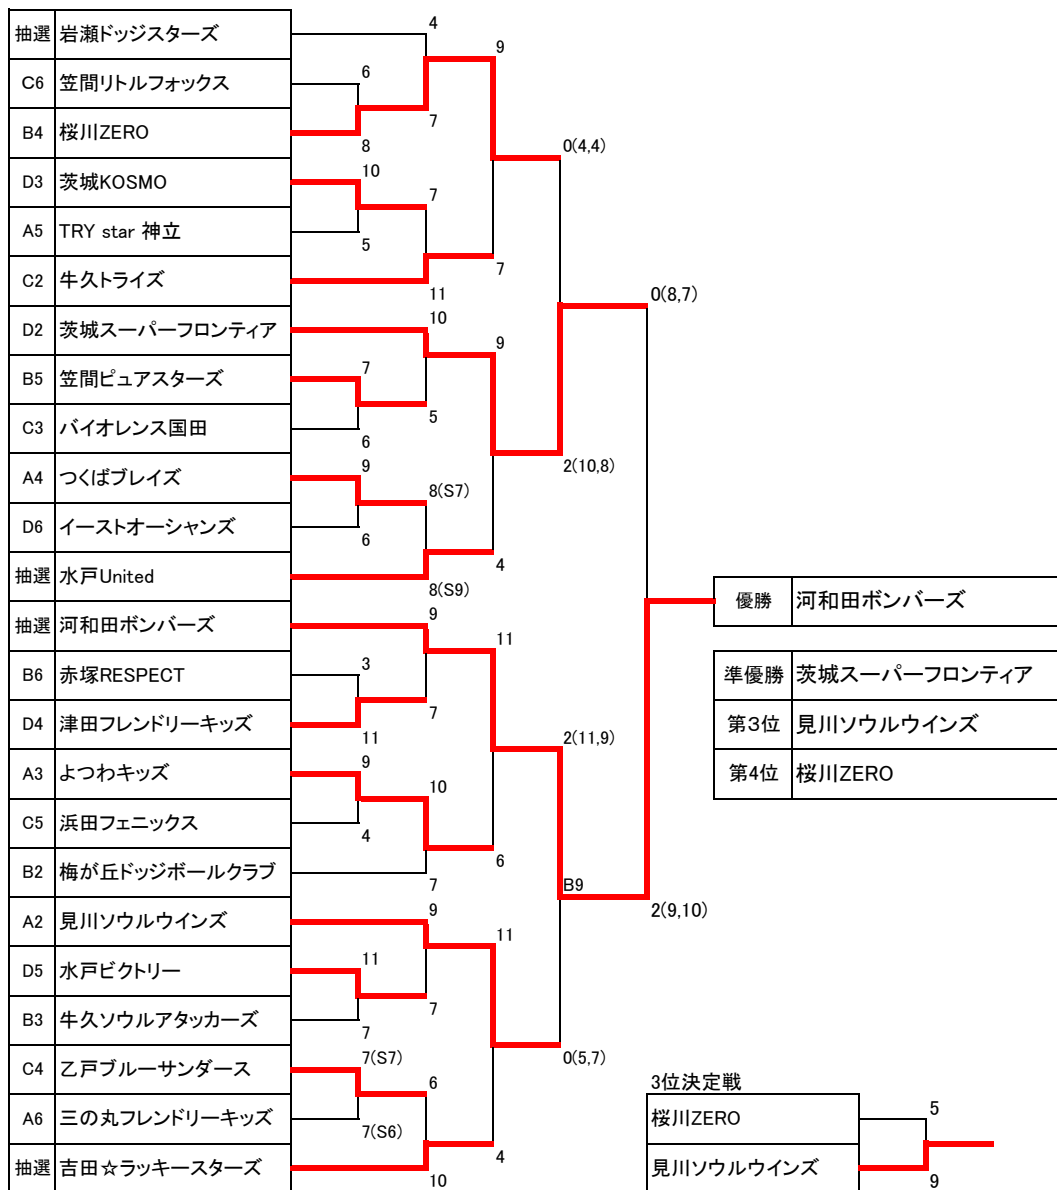 抽選 岩瀬ドッジスターズ
C6 笠間リトルフォックス
B4 桜川ZERO
D3 茨城KOSMO
A5 TRY star 神立
C2 牛久トライズ
D2 茨城スーパーフロンティア
B5 笠間ピュアスターズ
C3 バイオレンス国田
A4 つくばブレイズ
D6 イーストオーシャンズ
抽選 水戸United
抽選 河和田ボンバーズ
B6 赤塚RESPECT
D4 津田フレンドリーキッズ
A3 よつわキッズ
C5 浜田フェニックス
B2 梅が丘ドッジボールクラブ
A2 見川ソウルウインズ
D5 水戸ビクトリー
B3 牛久ソウルアタッカーズ
C4 乙戸ブルーサンダース
A6 三の丸フレンドリーキッズ
抽選 吉田☆ラッキースターズ
6
8
10
5
7
6
9
6
3
11
9
4
11
7
7(S7)
7(S6)
4
7
7
11
10
5
8(S7)
8(S9)
9
7
10
7
9
7
6
10
9
7
9
4
11
6
11
4
0(4,4)
2(10,8)
2(11,9)
B9
0(5,7)
0(8,7)
2(9,10)
優勝 河和田ボンバーズ
準優勝 茨城スーパーフロンティア
第3位 見川ソウルウインズ
第4位 桜川ZERO
3位決定戦
桜川ZERO
見川ソウルウインズ
5
9